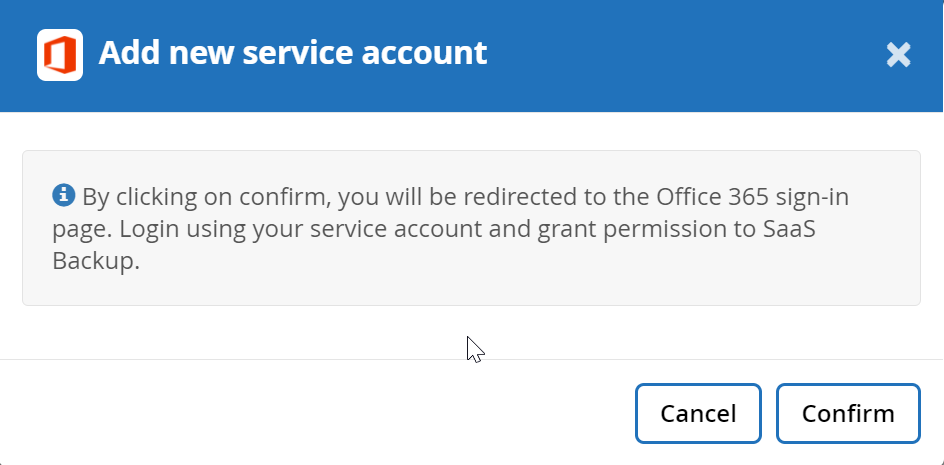 Add new service account
By clicking on confirm, you will be redirected to the Office 365 sign-in
page. Login using your service account and grant permission to SaaS
Backup.
Cancel Confirm